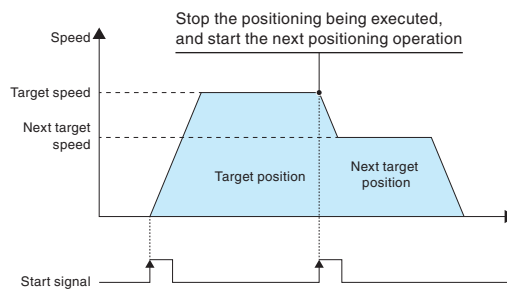 Stop the positioning being executed,
and start the next positioning operation
Speed
Target speed
Next target
speed
Target position
Next target
position
Start signal